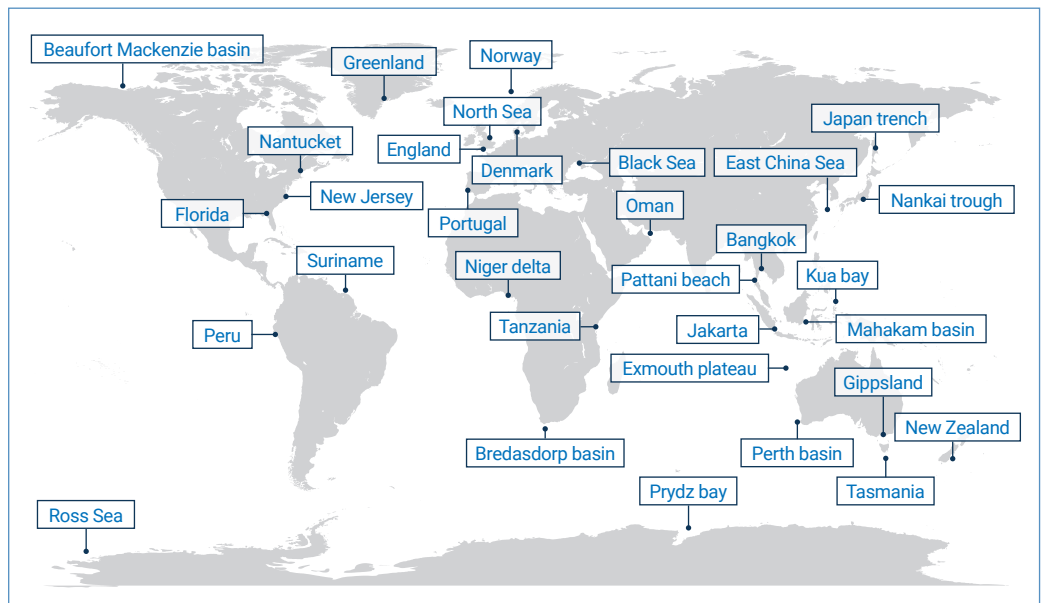 Beaufort Mackenzie basin
Greenland
Norway
North Sea
Japan trench
Nantucket
England
Denmark
Black Sea
East China Sea
New Jersey
Nankai trough
Florida
Portugal
Oman
Bangkok
Suriname
Niger delta
Pattani beach
Kua bay
Peru
Tanzania
Jakarta
Mahakam basin
Exmouth plateau
Gippsland
New Zealand
Bredasdorp basin
Perth basin
Prydz bay
Tasmania
Ross Sea